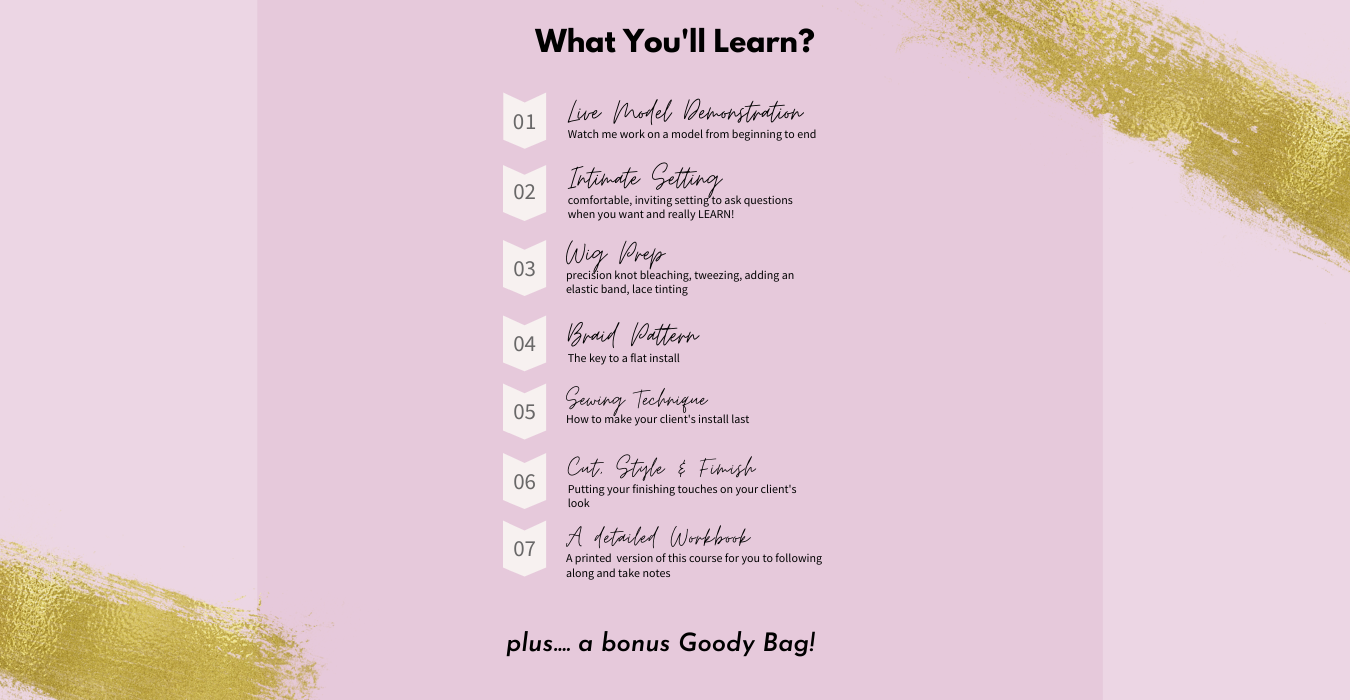 What You'll Learn?
01
Live Model Demonstration
Watch me work on a model from beginning to end
02
Intimate Setting
comfortable, inviting setting to ask questions
when you want and really LEARN!
03
Wig Prep
precision knot bleaching, tweezing, adding an
elastic band, lace tinting
04
Braid Pattern
The key to a flat install
05
Sewing Technique
How to make your client's install last
06
Cut, Style & Fimish
Putting your finishing touches on your client's
look
07
A detailed Workbook
A printed version of this course for you to following
along and take notes
plus.... a bonus Goody Bag!